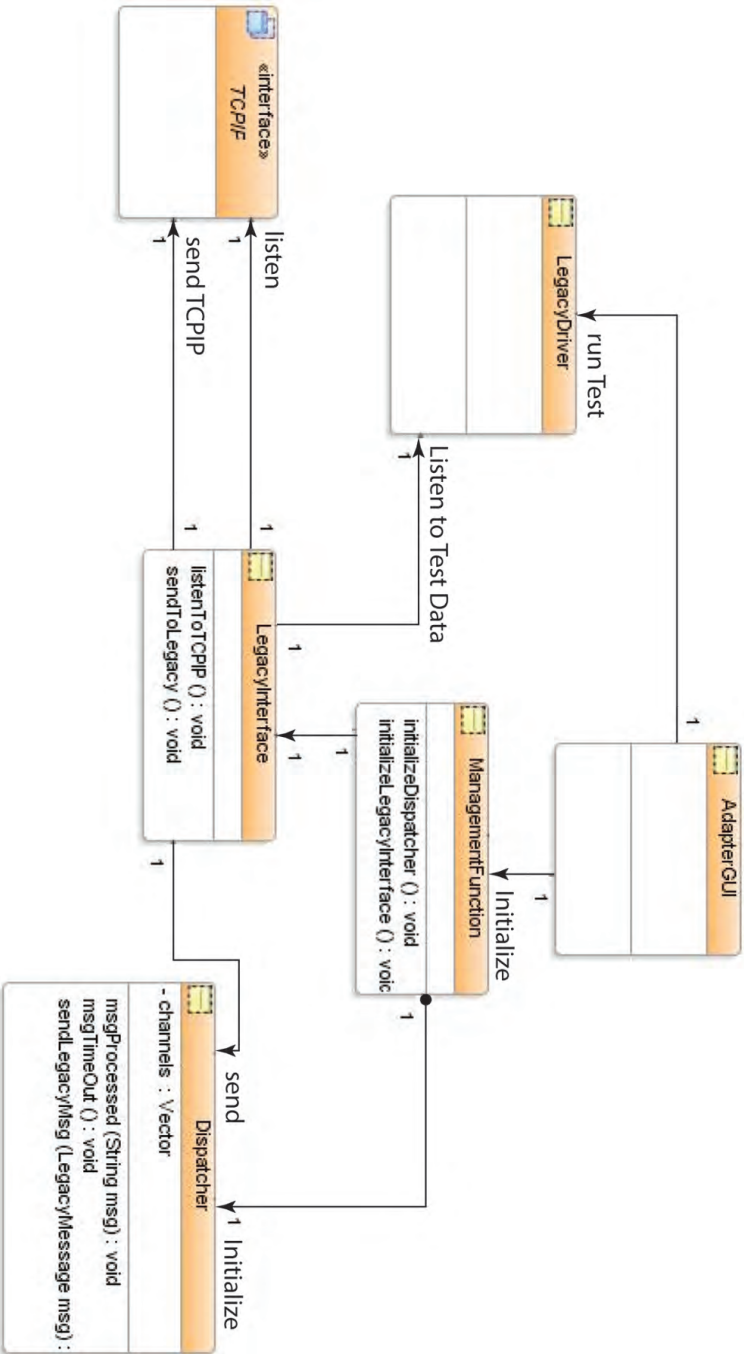 AdapterGUI
1
1
run Test
LegacyDriver
Initialize
ManagementFunction
initializeDispatcher () : void
initializeLegacyInterface () : voic
1
Listen to Test Data
1
1
1
1
«interface»
TCPIF
listen
1
1
LegacyInterface
listenToTCPIP () : void
sendToLegacy () : void
send TCPIP
1
1
1
send
1 Initialize
Dispatcher
- channels : Vector
msgProcessed (String msg) : void
msgTimeOut () : void
sendLegacyMsg (LegacyMessage msg) :